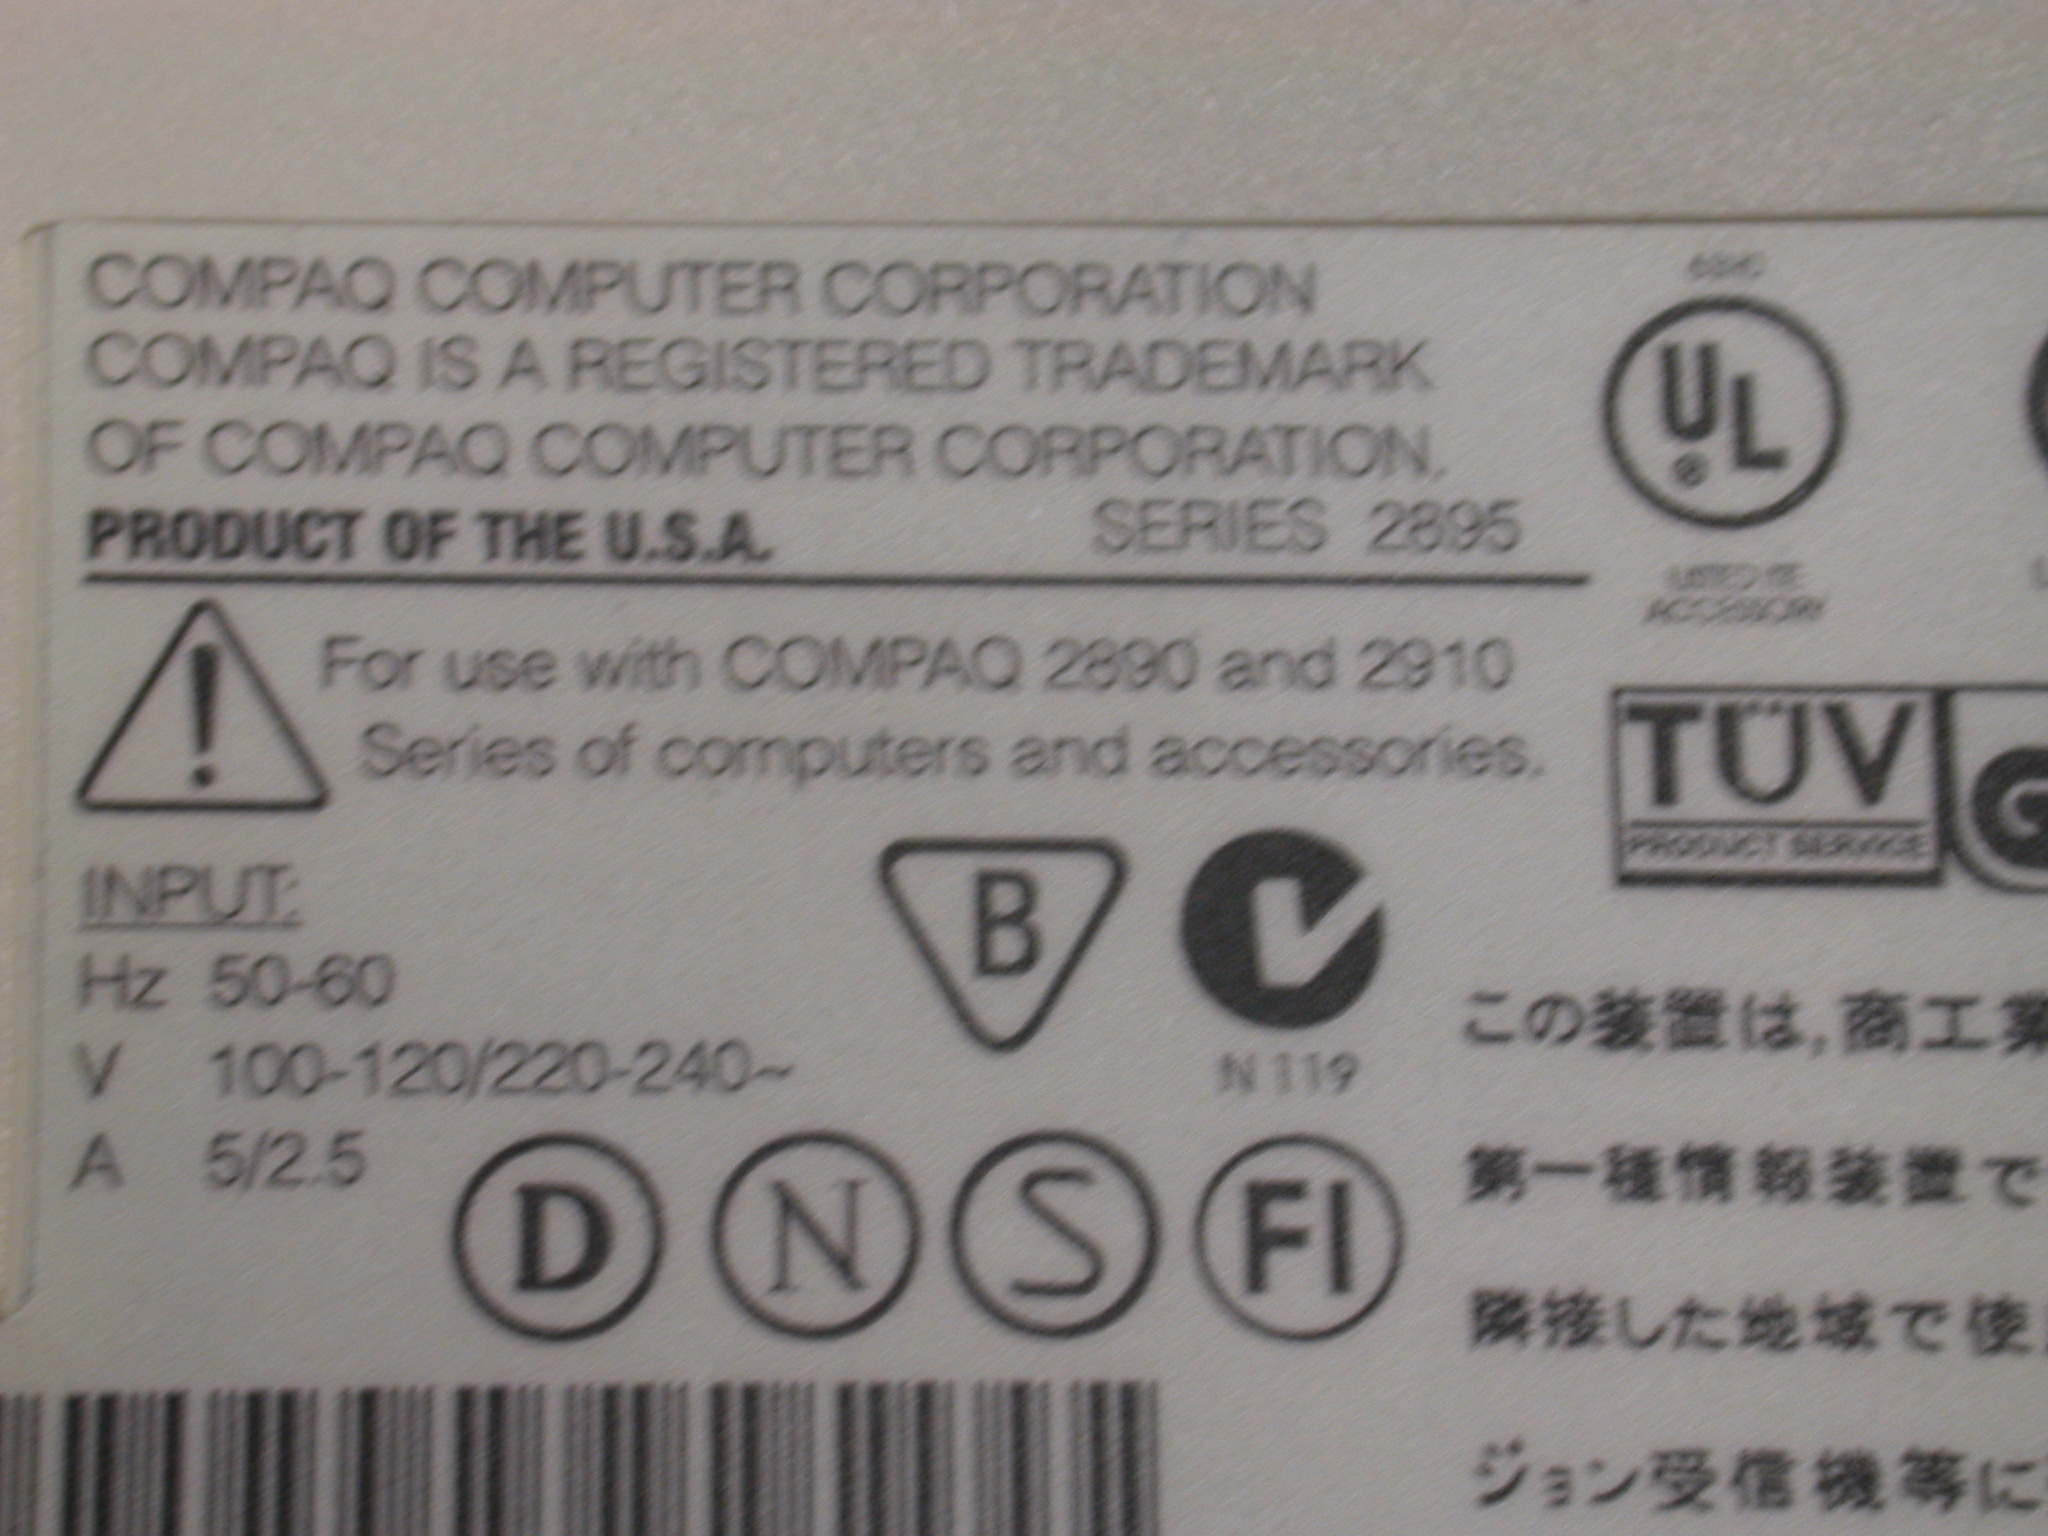 COMPAQ COMPUTER CORPORATION
COMPAQ IS A REGISTERED TRADEMARK
OF COMPAQ COMPUTER CORPORATION.
PRODUCT OF THE U.S.A. SERIES 2895
UL
®
LISTED ITE
ACCESSORY
For use with COMPAQ 2890 and 2910
Series of computers and accessories.
TÜV
PRODUCT SERVICE
INPUT:
Hz 50-60
V 100-120/220-240~
A 5/2.5
B
N 119
D N S FI
この装置は, 商工業
第一種情報装置で
隣接した地域で使
ジョン受信機等に